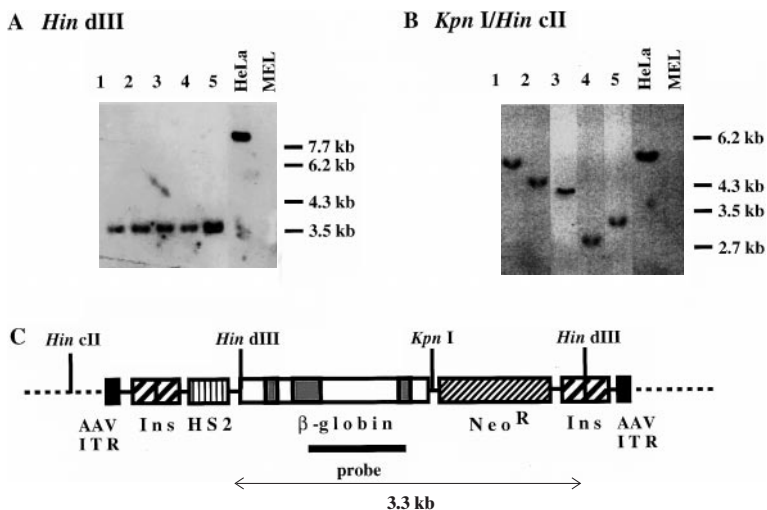 A Hin dIII
1 2 3 4 5 HeLa MEL
7.7 kb
6.2 kb
4.3 kb
3.5 kb
B Kpn I/Hin cII
1 2 3 4 5 HeLa MEL
6.2 kb
4.3 kb
3.5 kb
2.7 kb
C
Hin cII Hin dIII Kpn I Hin dIII
AAV ITR Ins HS2 β-globin NeoR Ins AAV ITR
probe
3.3 kb